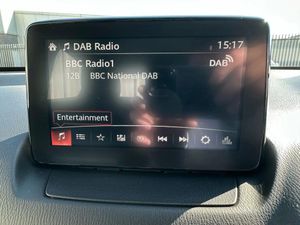 DAB Radio 15:17
BBC Radio1 DAB
12B BBC National DAB
Entertainment